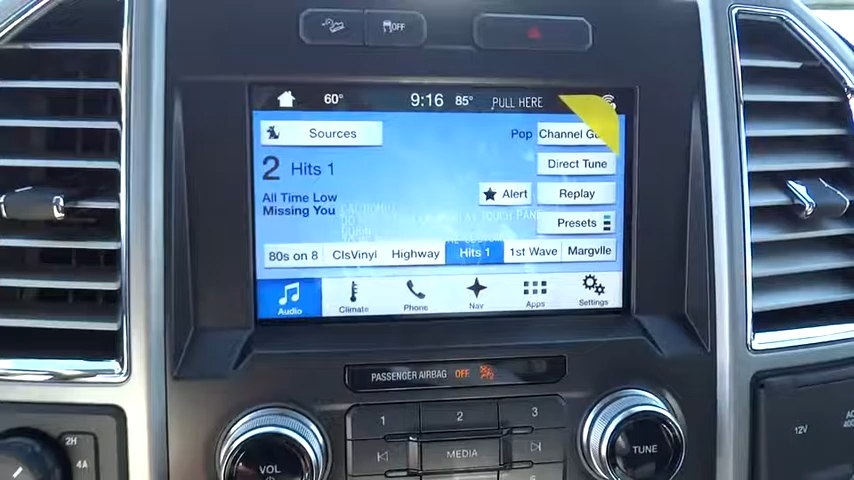 OFF
60° 9:16 85° PULL HERE
Sources Pop Channel
2 Hits 1 Direct Tune
All Time Low Alert Replay
Missing You Presets
80s on 8 ClsVinyl Highway Hits 1 1st Wave Margvlle
Audio Climate Phone Nav Apps Settings
PASSENGER AIRBAG OFF
1 2 3
MEDIA
VOL TUNE
2H
4A
12V